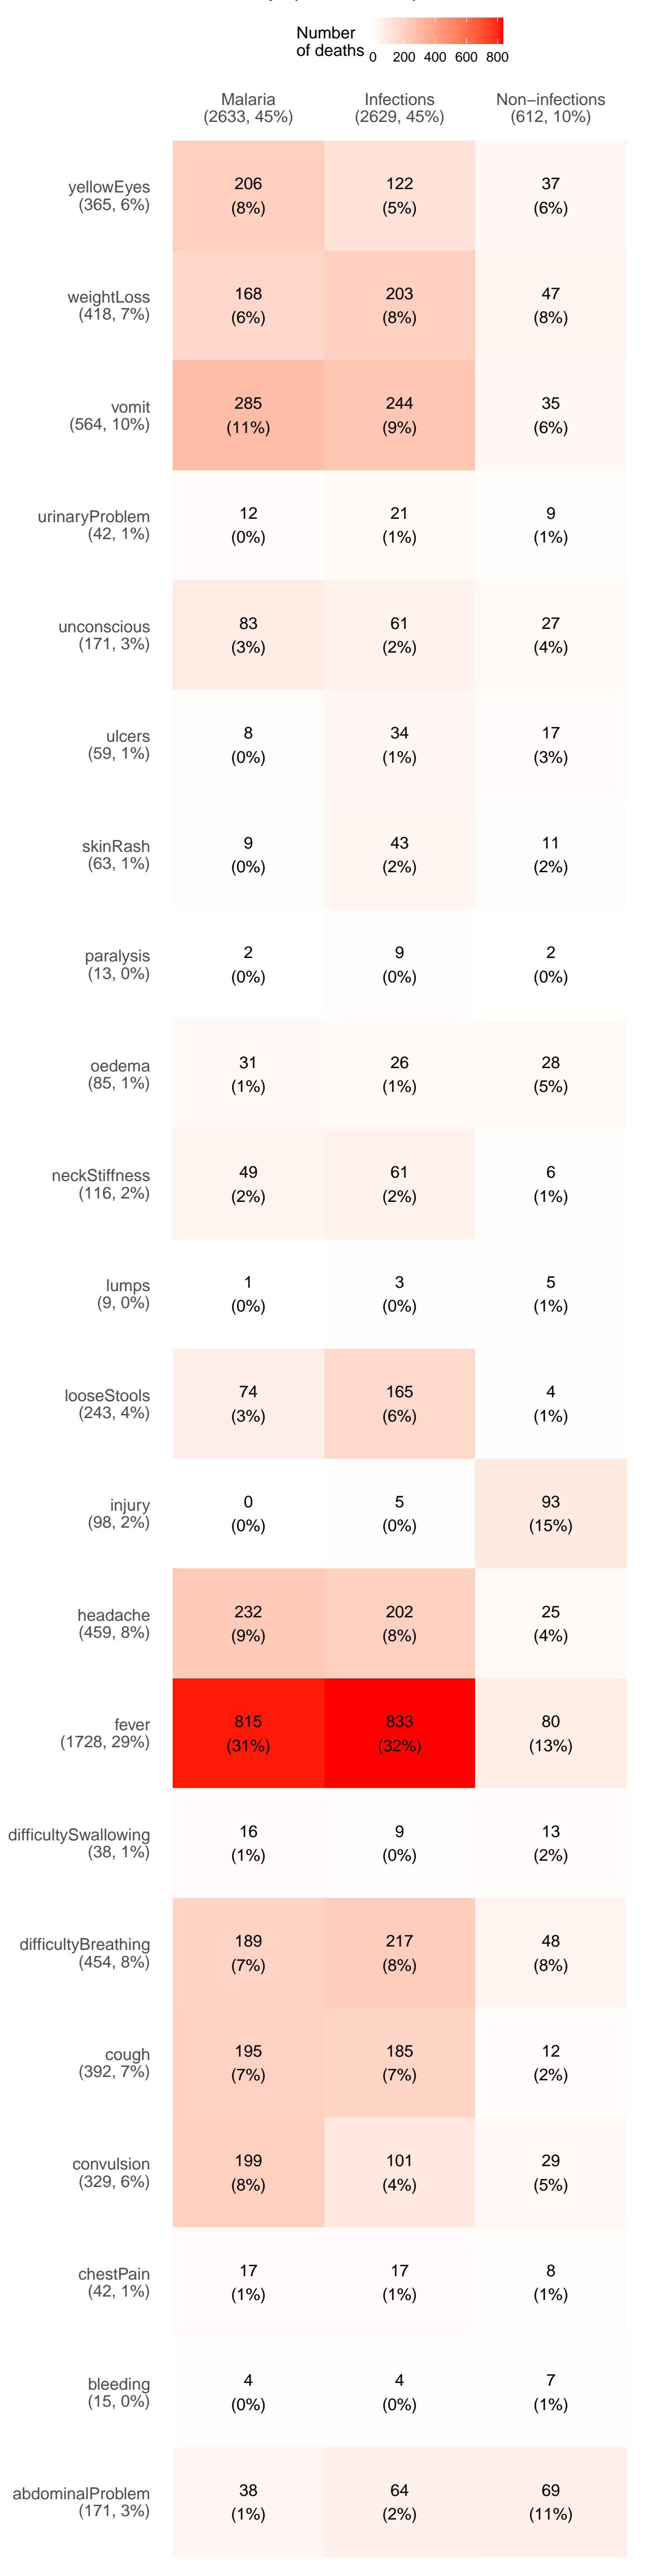 Number
of deaths
0 200 400 600 800
Malaria Infections Non−infections
(2633, 45%) (2629, 45%) (612, 10%)
yellowEyes 206 122 37
(365, 6%) (8%) (5%) (6%)
weightLoss 168 203 47
(418, 7%) (6%) (8%) (8%)
vomit 285 244 35
(564, 10%) (11%) (9%) (6%)
urinaryProblem 12 21 9
(42, 1%) (0%) (1%) (1%)
unconscious 83 61 27
(171, 3%) (3%) (2%) (4%)
ulcers 8 34 17
(59, 1%) (0%) (1%) (3%)
skinRash 9 43 11
(63, 1%) (0%) (2%) (2%)
paralysis 2 9 2
(13, 0%) (0%) (0%) (0%)
oedema 31 26 28
(85, 1%) (1%) (1%) (5%)
neckStiffness 49 61 6
(116, 2%) (2%) (2%) (1%)
lumps 1 3 5
(9, 0%) (0%) (0%) (1%)
looseStools 74 165 4
(243, 4%) (3%) (6%) (1%)
injury 0 5 93
(98, 2%) (0%) (0%) (15%)
headache 232 202 25
(459, 8%) (9%) (8%) (4%)
fever 815 833 80
(1728, 29%) (31%) (32%) (13%)
difficultySwallowing 16 9 13
(38, 1%) (1%) (0%) (2%)
difficultyBreathing 189 217 48
(454, 8%) (7%) (8%) (8%)
cough 195 185 12
(392, 7%) (7%) (7%) (2%)
convulsion 199 101 29
(329, 6%) (8%) (4%) (5%)
chestPain 17 17 8
(42, 1%) (1%) (1%) (1%)
bleeding 4 4 7
(15, 0%) (0%) (0%) (1%)
abdominalProblem 38 64 69
(171, 3%) (1%) (2%) (11%)